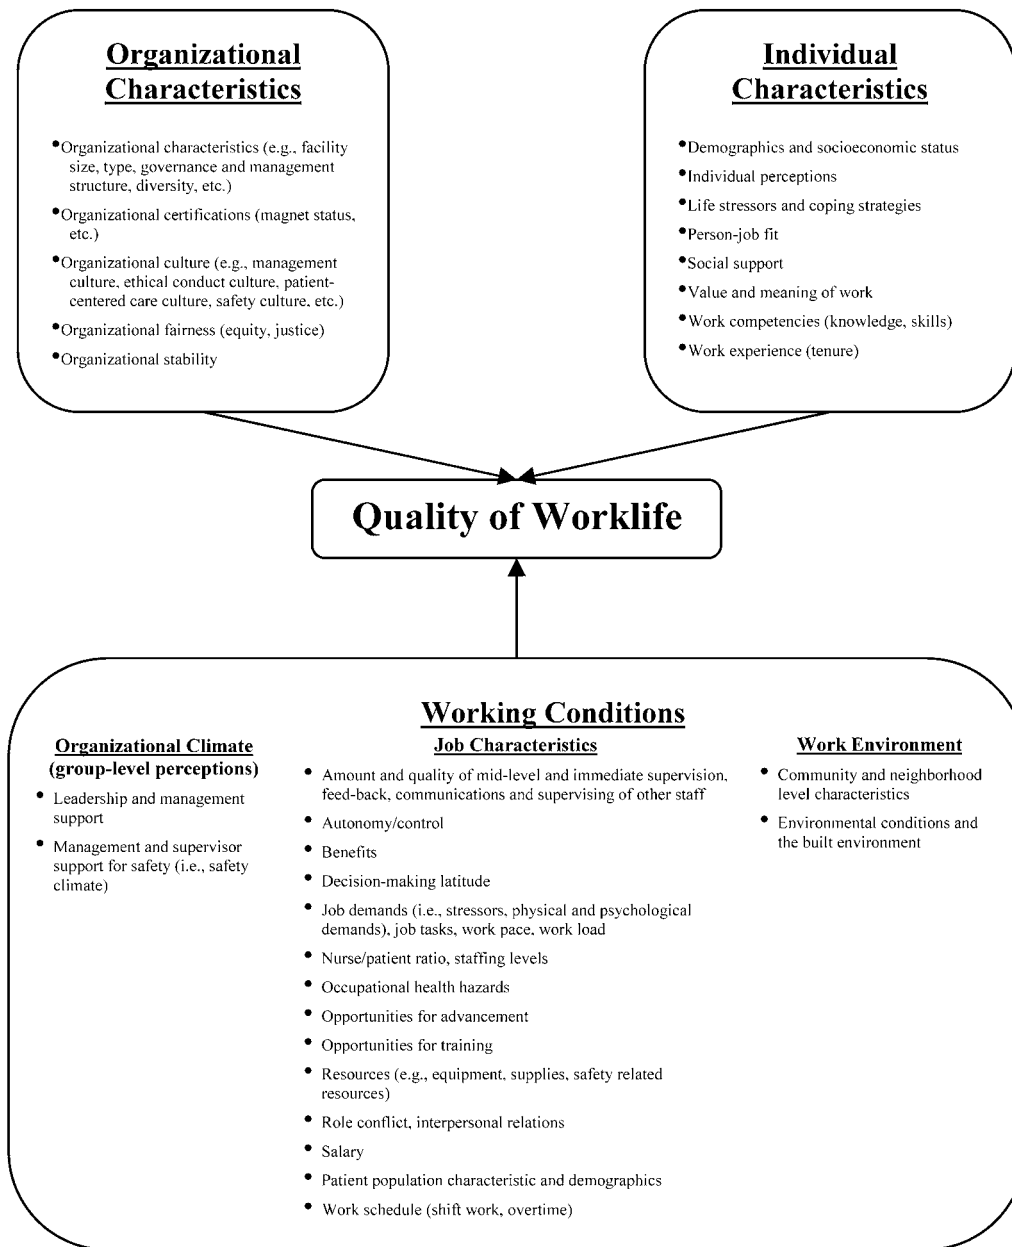 Organizational
Characteristics
•Organizational characteristics (e.g., facility
size, type, governance and management
structure, diversity, etc.)
•Organizational certifications (magnet status,
etc.)
•Organizational culture (e.g., management
culture, ethical conduct culture, patient-
centered care culture, safety culture, etc.)
•Organizational fairness (equity, justice)
•Organizational stability
Individual
Characteristics
•Demographics and socioeconomic status
•Individual perceptions
•Life stressors and coping strategies
•Person-job fit
•Social support
•Value and meaning of work
•Work competencies (knowledge, skills)
•Work experience (tenure)
Quality of Worklife
Working Conditions
Organizational Climate
(group-level perceptions)
• Leadership and management
support
• Management and supervisor
support for safety (i.e., safety
climate)
Job Characteristics
• Amount and quality of mid-level and immediate supervision,
feed-back, communications and supervising of other staff
• Autonomy/control
• Benefits
• Decision-making latitude
• Job demands (i.e., stressors, physical and psychological
demands), job tasks, work pace, work load
• Nurse/patient ratio, staffing levels
• Occupational health hazards
• Opportunities for advancement
• Opportunities for training
• Resources (e.g., equipment, supplies, safety related
resources)
• Role conflict, interpersonal relations
• Salary
• Patient population characteristic and demographics
• Work schedule (shift work, overtime)
Work Environment
• Community and neighborhood
level characteristics
• Environmental conditions and
the built environment